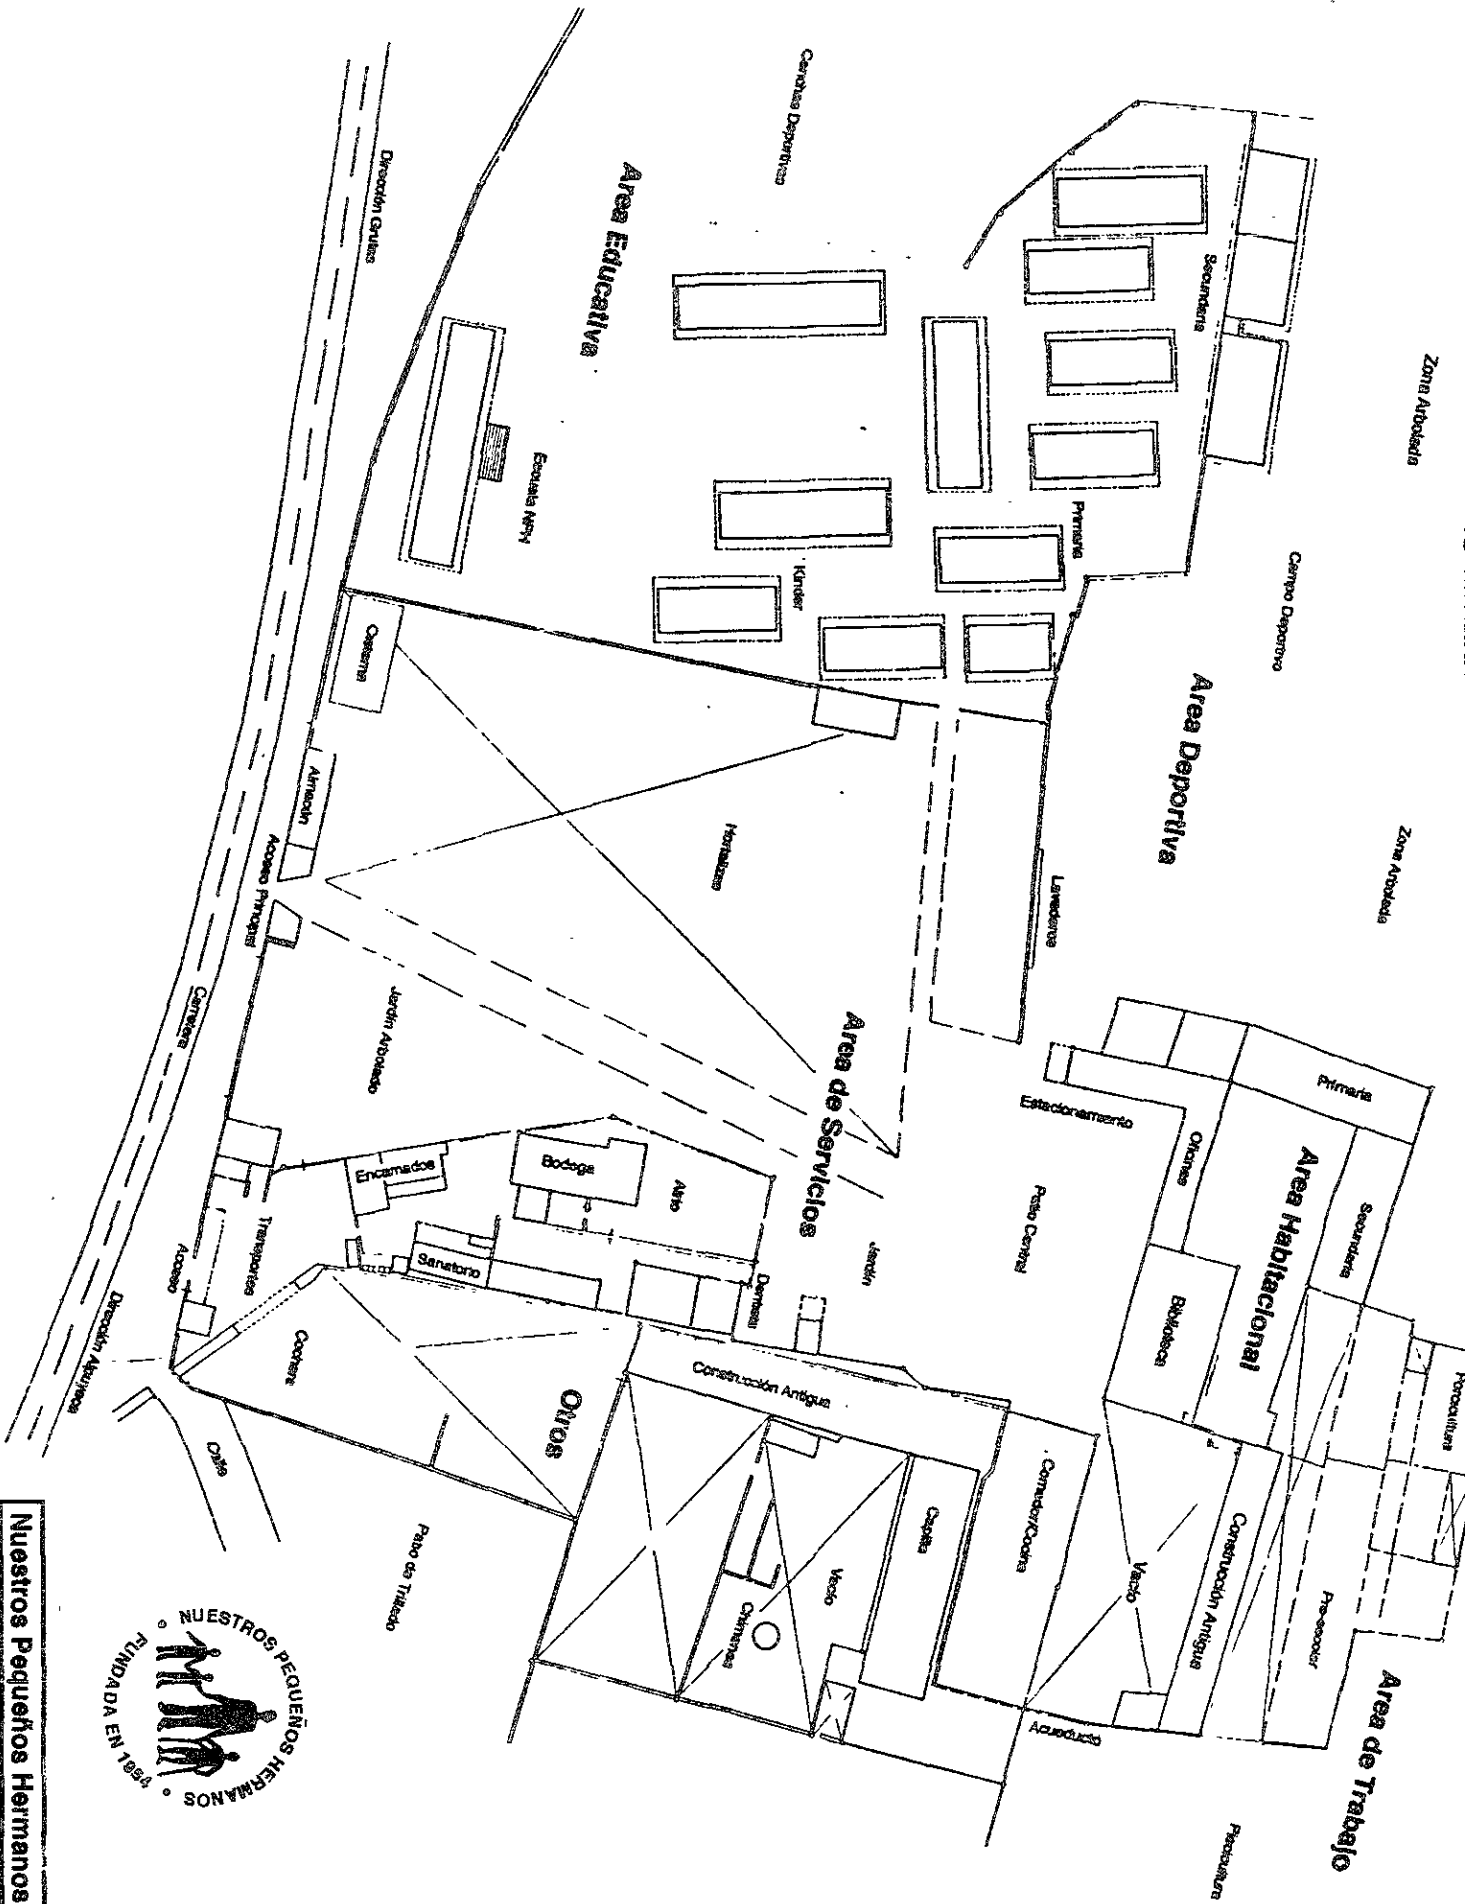 Zona Arbolada
Zona Arbolada
Campo Deportivo
Area Deportiva
Canchas Deportivas
Area Educativa
Secundaria
Primaria
Kinder
Escuela NPH
Dirección Grutas
Cisterna
Almacén
Acceso Principal
Carretera
Hortalizas
Lavaderos
Jardín Arbolado
Area de Servicios
Estacionamiento
Patio Central
Jardín
Atrio
Bodega
Encamados
Sanatorio
Dentista
Transportes
Acceso
Dirección Alpuyeca
Calle
Cochera
Otros
Patio de Trillado
Primaria
Secundaria
Oficinas
Area Habitacional
Biblioteca
Porcicultura
Pre-escolar
Construcción Antigua
Vacío
Comedor/Cocina
Capilla
Construcción Antigua
Vacío
Chimenea
Acueducto
Area de Trabajo
Piscicultura
NUESTROS PEQUEÑOS HERMANOS
FUNDADA EN 1954
Nuestros Pequeños Hermanos